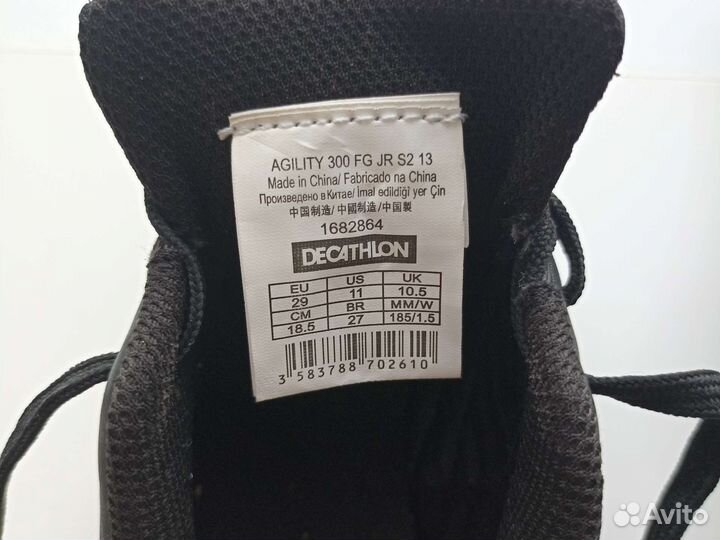 AGILITY 300 FG JR S2 13
Made in China/ Fabricado na China
Произведено в Китае/ İmal edildiği yer Çin
中国制造/ 中國製造/中国製
1682864
DECATHLON
EU US UK
29 11 10.5
CM BR MM/W
18.5 27 185/1.5
3 583788 702610
Avito